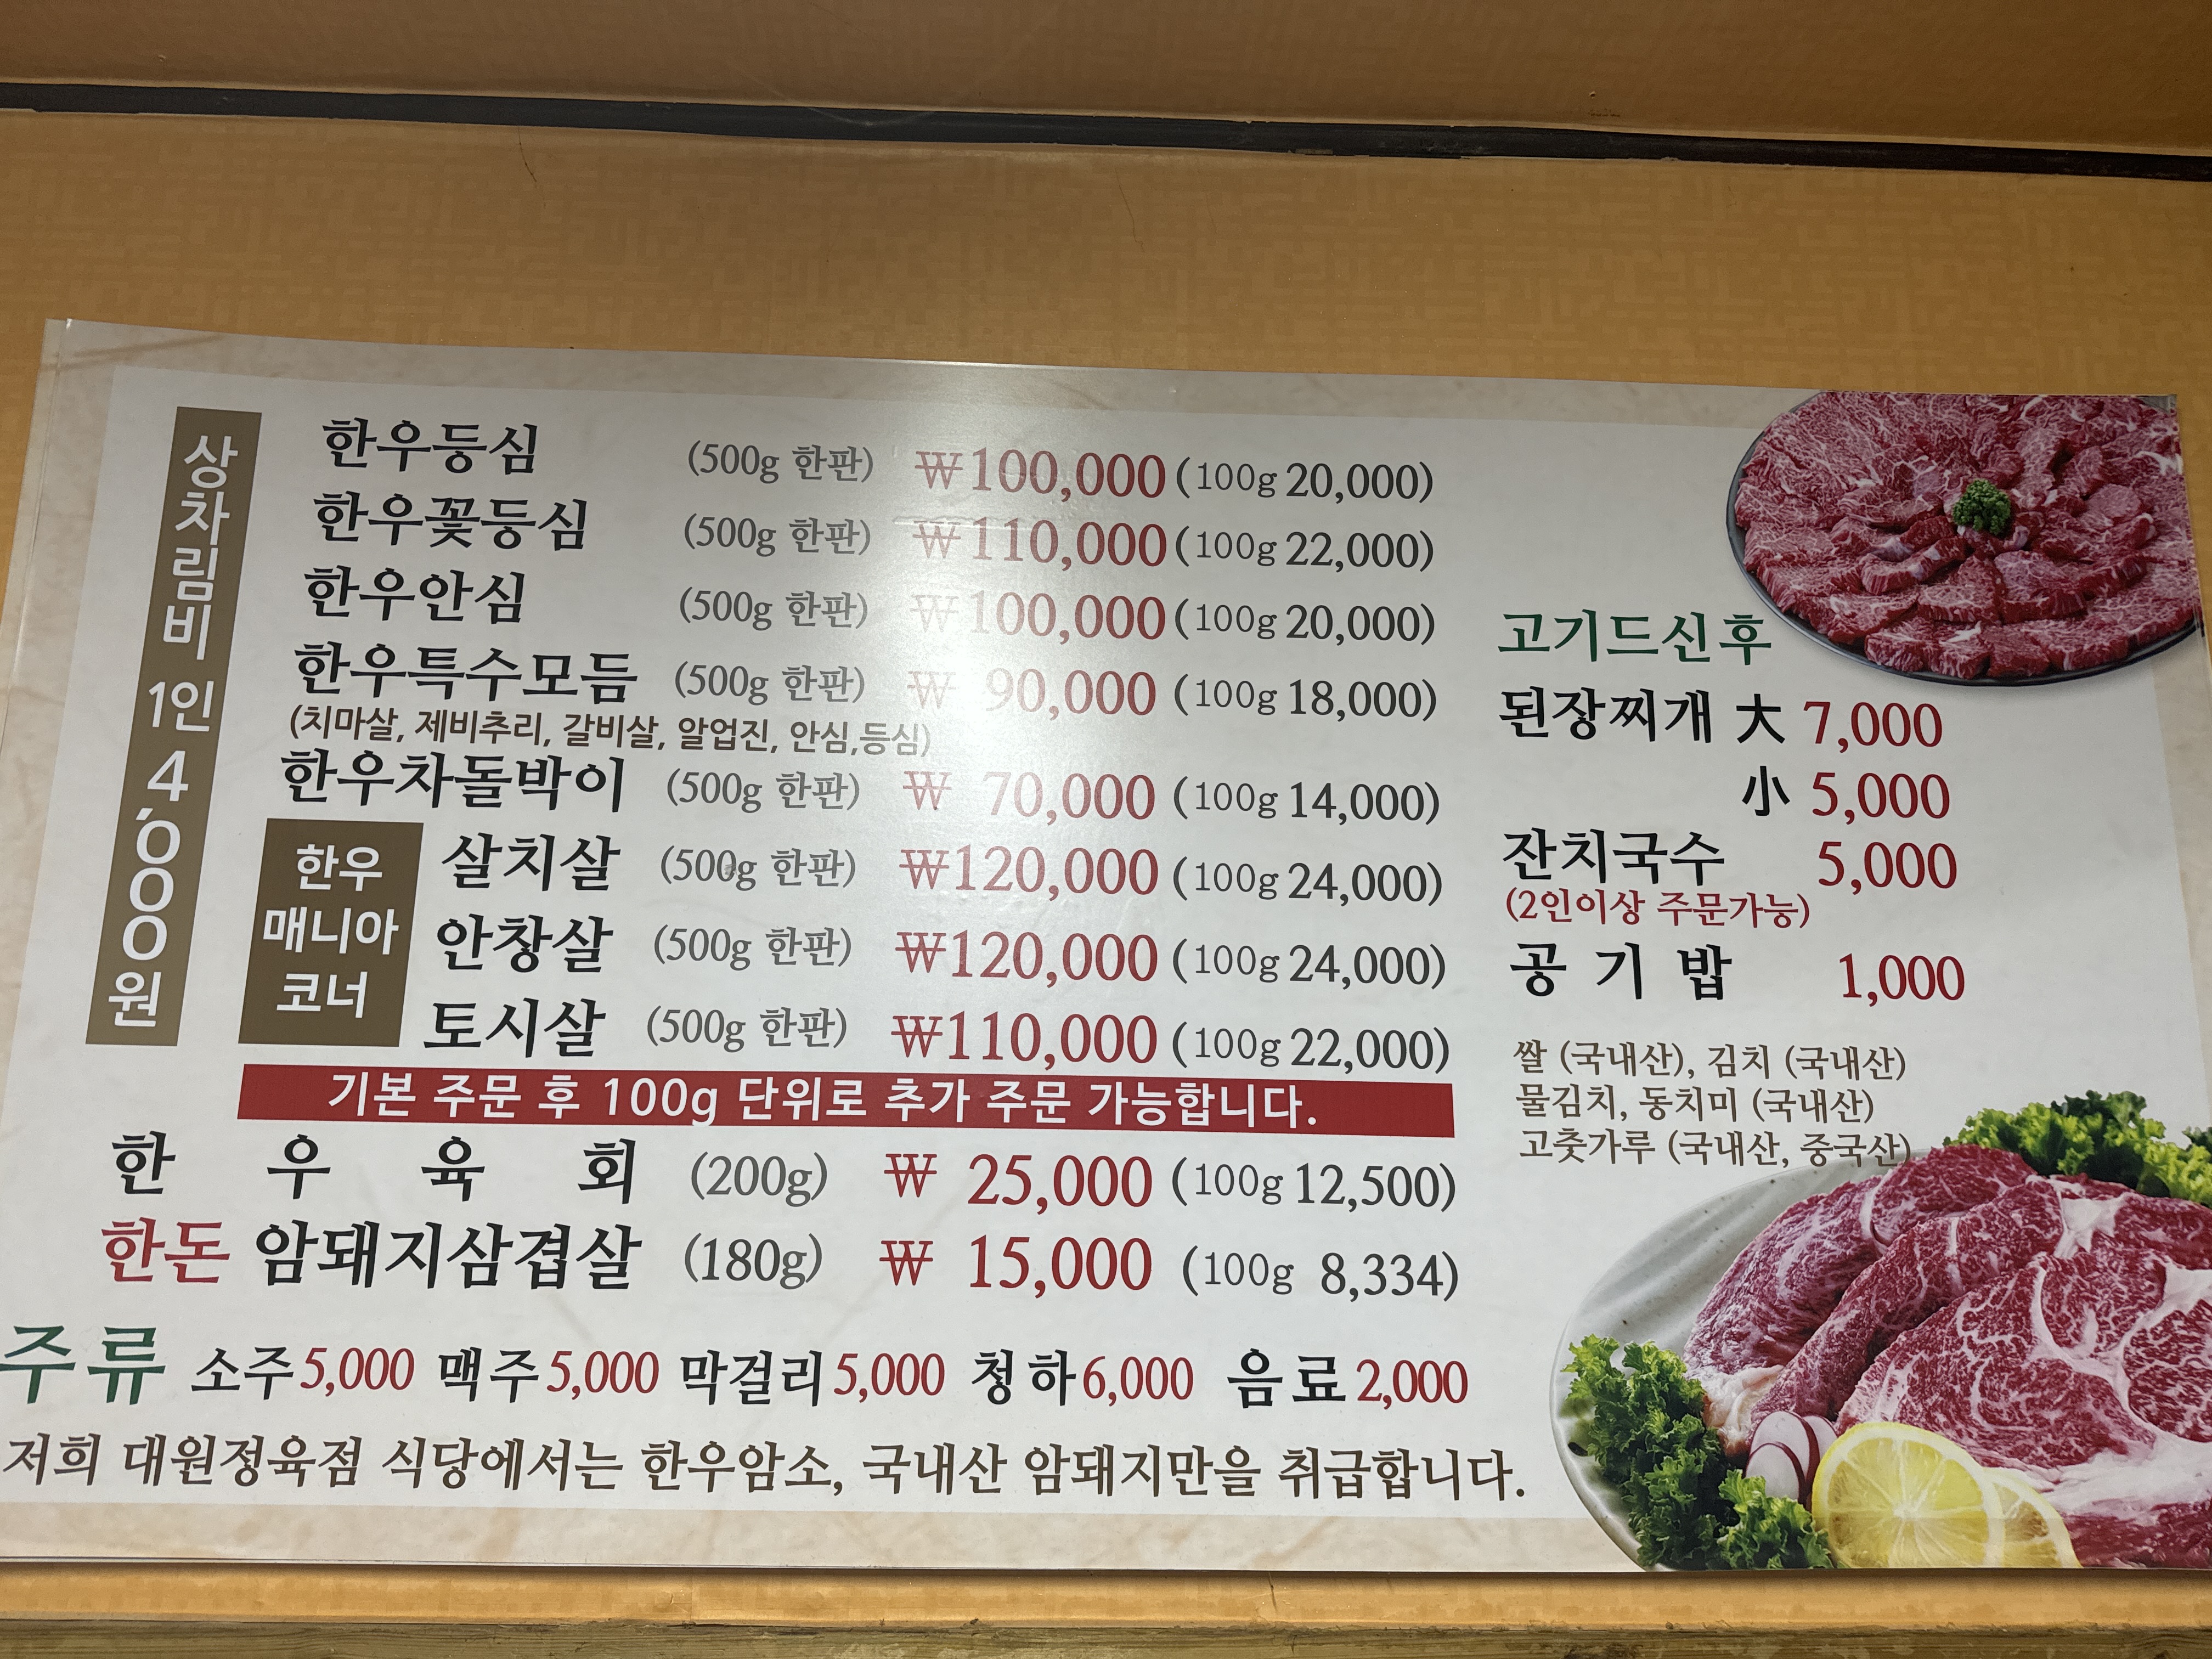 상차림비 1인 4,000원
한우등심 (500g 한판) ₩100,000 (100g 20,000)
한우꽃등심 (500g 한판) ₩110,000 (100g 22,000)
한우안심 (500g 한판) ₩100,000 (100g 20,000)
한우특수모듬 (500g 한판) ₩ 90,000 (100g 18,000)
(치마살, 제비추리, 갈비살, 알업진, 안심,등심)
한우차돌박이 (500g 한판) ₩ 70,000 (100g 14,000)
한우
매니아
코너
살치살 (500g 한판) ₩120,000 (100g 24,000)
안창살 (500g 한판) ₩120,000 (100g 24,000)
토시살 (500g 한판) ₩110,000 (100g 22,000)
기본 주문 후 100g 단위로 추가 주문 가능합니다.
한 우 육 회 (200g) ₩ 25,000 (100g 12,500)
한돈 암돼지삼겹살 (180g) ₩ 15,000 (100g 8,334)
고기드신후
된장찌개 大 7,000
小 5,000
잔치국수 5,000
(2인이상 주문가능)
공 기 밥 1,000
쌀 (국내산), 김치 (국내산)
물김치, 동치미 (국내산)
고춧가루 (국내산, 중국산)
주류 소주 5,000 맥주 5,000 막걸리 5,000 청하 6,000 음료 2,000
저희 대원정육점 식당에서는 한우암소, 국내산 암돼지만을 취급합니다.